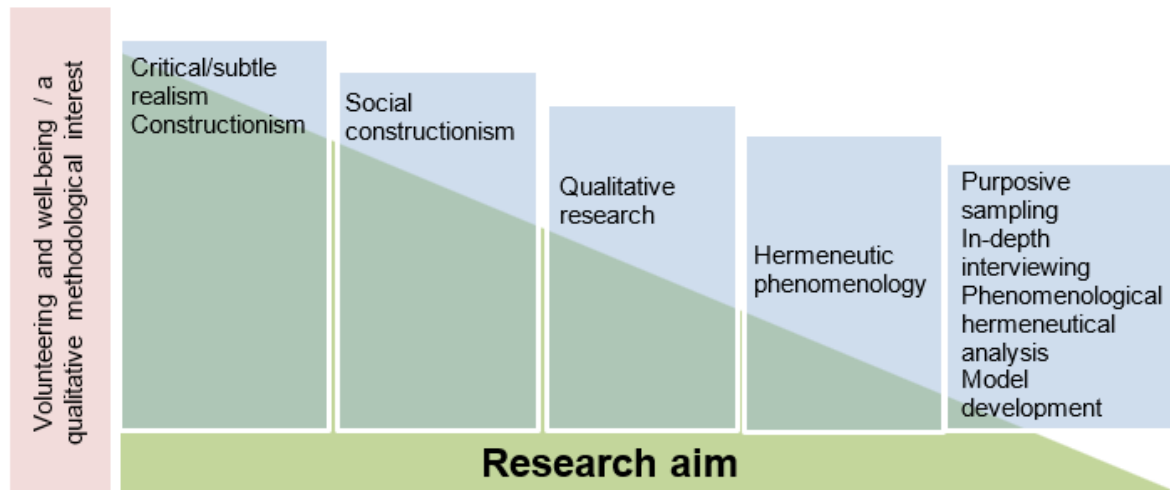 Volunteering and well-being / a
qualitative methodological interest
Critical/subtle
realism
Constructionism
Social
constructionism
Qualitative
research
Hermeneutic
phenomenology
Purposive
sampling
In-depth
interviewing
Phenomenological
hermeneutical
analysis
Model
development
Research aim